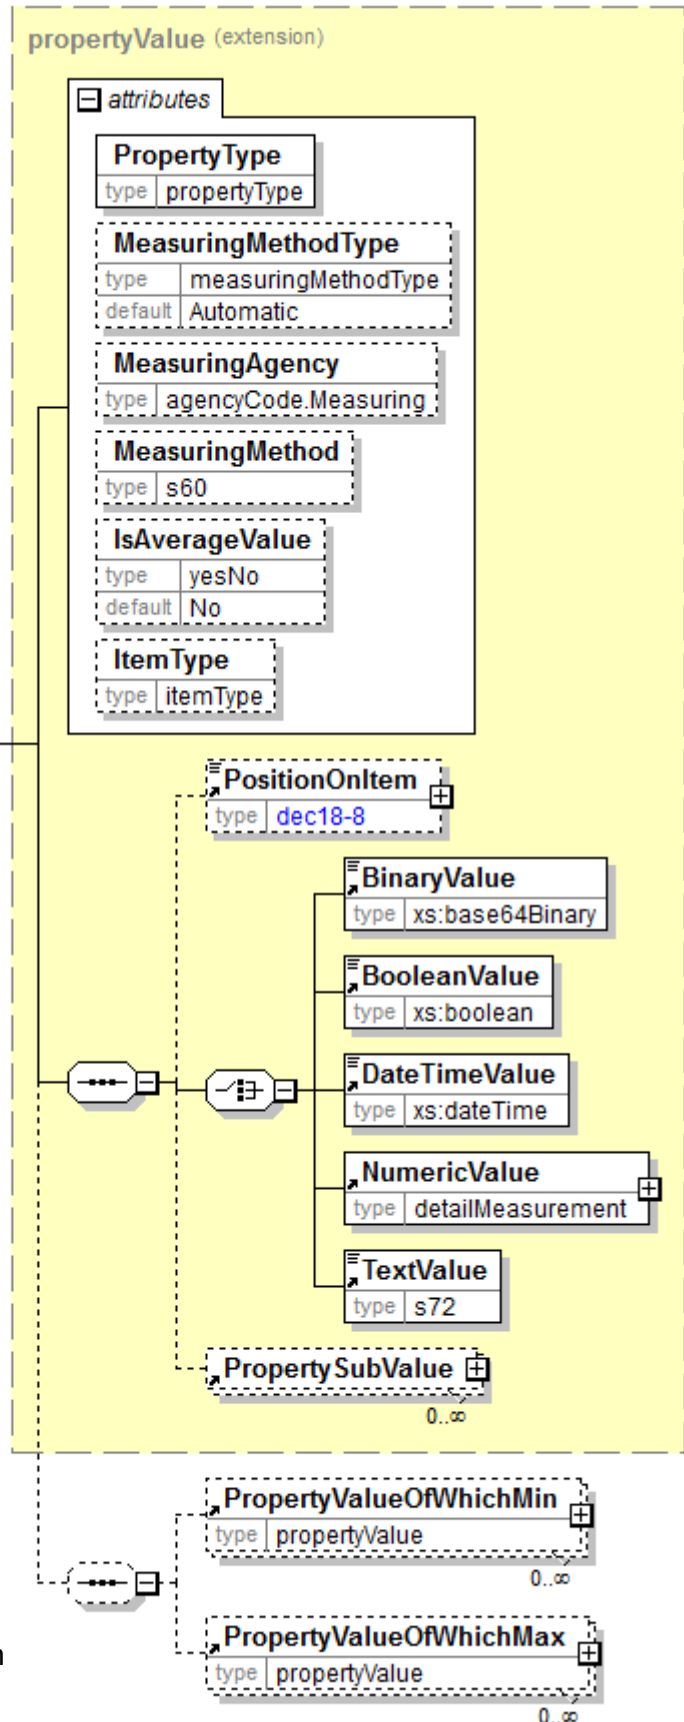 propertyValue (extension)
attributes
PropertyType
type propertyType
MeasuringMethodType
type measuringMethodType
default Automatic
MeasuringAgency
type agencyCode.Measuring
MeasuringMethod
type s60
IsAverageValue
type yesNo
default No
ItemType
type itemType
PositionOnItem
type dec18-8
BinaryValue
type xs:base64Binary
BooleanValue
type xs:boolean
DateTimeValue
type xs:dateTime
NumericValue
type detailMeasurement
TextValue
type s72
PropertySubValue
0..∞
PropertyValueOfWhichMin
type propertyValue
0..∞
PropertyValueOfWhichMax
type propertyValue
0..∞